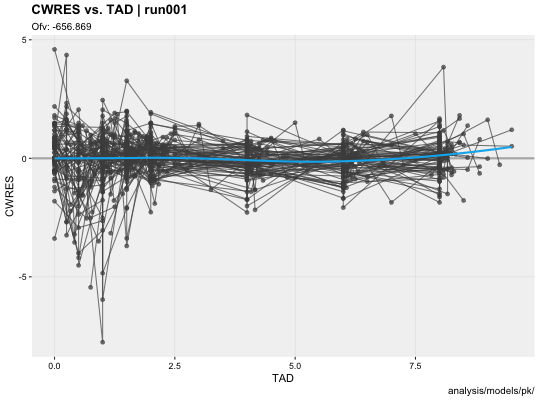 CWRES vs. TAD | run001
Ofv: -656.869
5
0
-5
CWRES
0.0 2.5 5.0 7.5
TAD
analysis/models/pk/